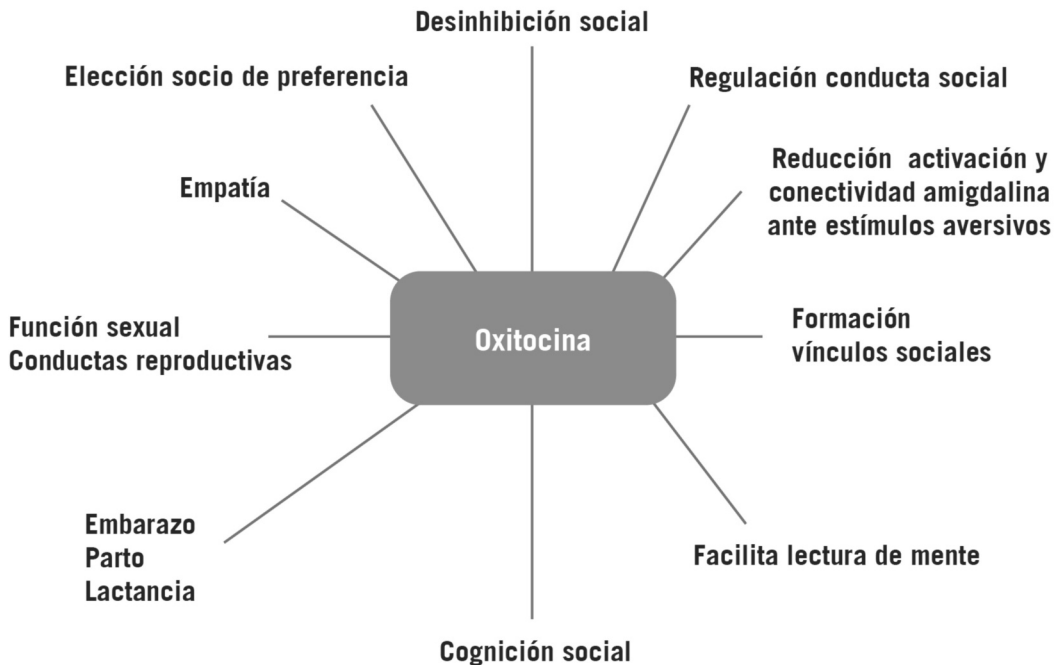 Desinhibición social
Elección socio de preferencia
Regulación conducta social
Empatía
Reducción activación y
conectividad amigdalina
ante estímulos aversivos
Función sexual
Conductas reproductivas
Oxitocina
Formación
vínculos sociales
Embarazo
Parto
Lactancia
Facilita lectura de mente
Cognición social